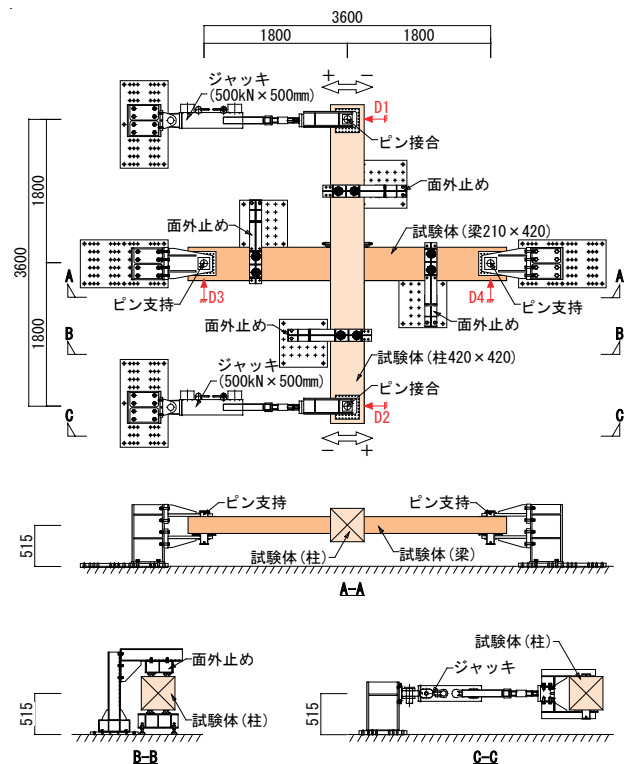 3600
1800
1800
ジャッキ
(500kN×500mm)
+
−
D1
ピン接合
面外止め
面外止め
試験体(梁210×420)
1800
3600
1800
A
A
D3
D4
ピン支持
ピン支持
B
B
面外止め
面外止め
試験体(柱420×420)
ジャッキ
(500kN×500mm)
ピン接合
C
C
D2
−
+
ピン支持
ピン支持
515
試験体(柱)
試験体(梁)
A-A
面外止め
515
試験体(柱)
B-B
試験体(柱)
ジャッキ
515
C-C